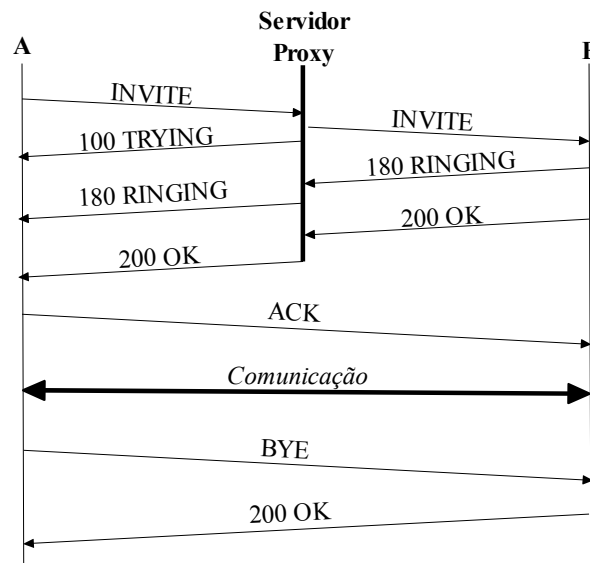 Servidor
Proxy
A
INVITE
INVITE
100 TRYING
180 RINGING
180 RINGING
200 OK
200 OK
ACK
Comunicação
BYE
200 OK